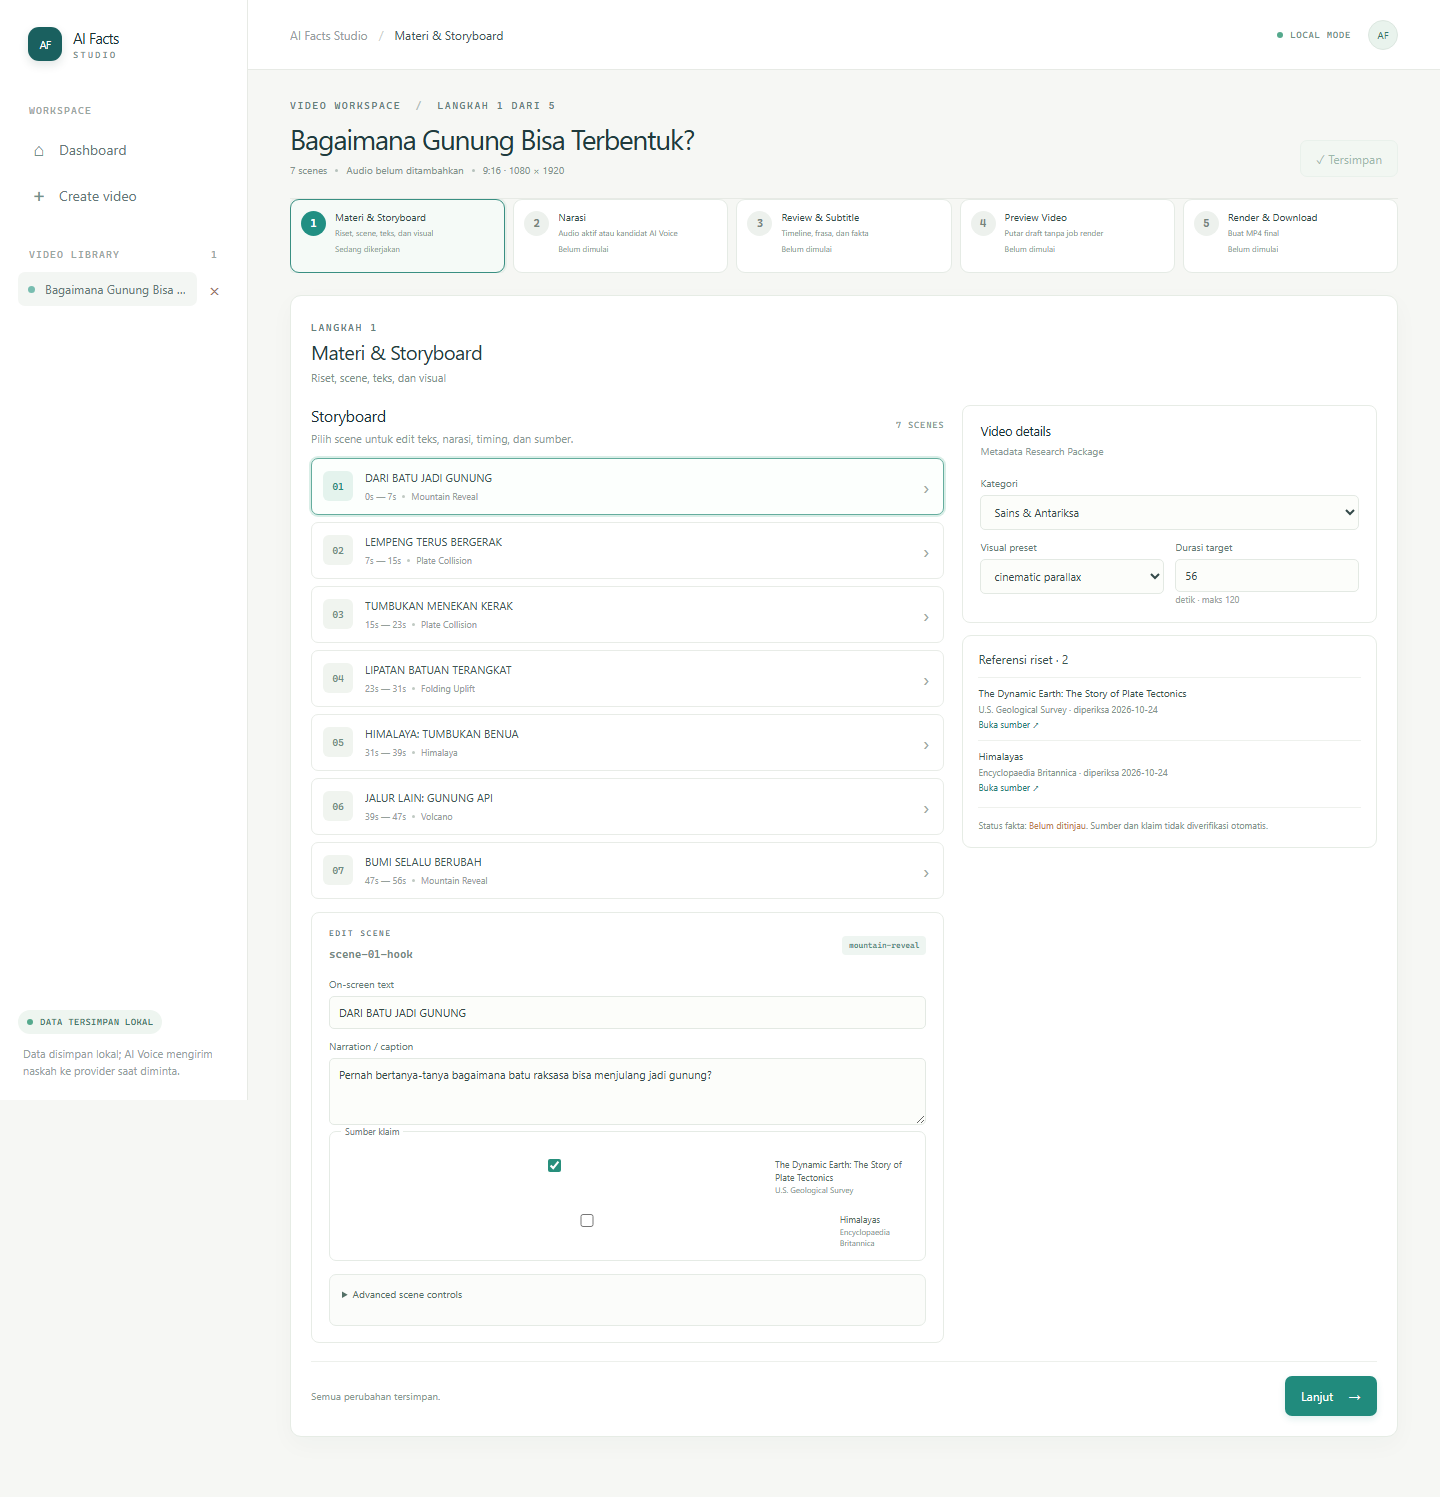 AF
AI Facts
STUDIO
WORKSPACE
Dashboard
Create video
VIDEO LIBRARY 1
Bagaimana Gunung Bisa ...
DATA TERSIMPAN LOKAL
Data disimpan lokal; AI Voice mengirim
naskah ke provider saat diminta.
AI Facts Studio / Materi & Storyboard
LOCAL MODE
AF
VIDEO WORKSPACE / LANGKAH 1 DARI 5
Bagaimana Gunung Bisa Terbentuk?
7 scenes • Audio belum ditambahkan • 9:16 · 1080 × 1920
✓ Tersimpan
1
Materi & Storyboard
Riset, scene, teks, dan visual
Sedang dikerjakan
2
Narasi
Audio aktif atau kandidat AI Voice
Belum dimulai
3
Review & Subtitle
Timeline, frasa, dan fakta
Belum dimulai
4
Preview Video
Putar draft tanpa job render
Belum dimulai
5
Render & Download
Buat MP4 final
Belum dimulai
LANGKAH 1
Materi & Storyboard
Riset, scene, teks, dan visual
Storyboard
Pilih scene untuk edit teks, narasi, timing, dan sumber.
7 SCENES
01
DARI BATU JADI GUNUNG
0s — 7s • Mountain Reveal
02
LEMPENG TERUS BERGERAK
7s — 15s • Plate Collision
03
TUMBUKAN MENEKAN KERAK
15s — 23s • Plate Collision
04
LIPATAN BATUAN TERANGKAT
23s — 31s • Folding Uplift
05
HIMALAYA: TUMBUKAN BENUA
31s — 39s • Himalaya
06
JALUR LAIN: GUNUNG API
39s — 47s • Volcano
07
BUMI SELALU BERUBAH
47s — 56s • Mountain Reveal
EDIT SCENE
scene-01-hook
mountain-reveal
On-screen text
DARI BATU JADI GUNUNG
Narration / caption
Pernah bertanya-tanya bagaimana batu raksasa bisa menjulang jadi gunung?
Sumber klaim
The Dynamic Earth: The Story of
Plate Tectonics
U.S. Geological Survey
Himalayas
Encyclopaedia
Britannica
Advanced scene controls
Video details
Metadata Research Package
Kategori
Sains & Antariksa
Visual preset
cinematic parallax
Durasi target
56
detik · maks 120
Referensi riset · 2
The Dynamic Earth: The Story of Plate Tectonics
U.S. Geological Survey · diperiksa 2026-10-24
Buka sumber ↗
Himalayas
Encyclopaedia Britannica · diperiksa 2026-10-24
Buka sumber ↗
Status fakta: Belum ditinjau. Sumber dan klaim tidak diverifikasi otomatis.
Semua perubahan tersimpan.
Lanjut →